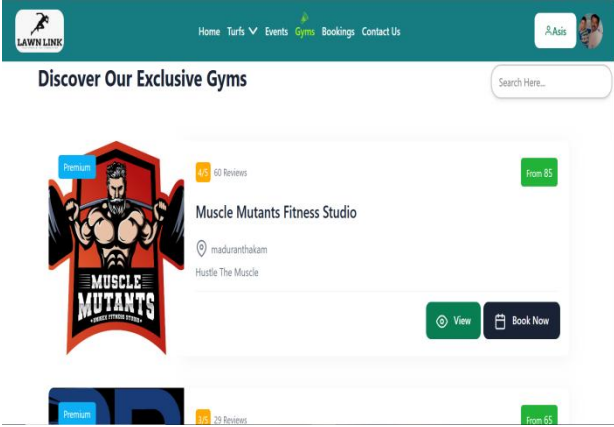 LAWN LINK
Home Turfs Events Gyms Bookings Contact Us
Asis
Discover Our Exclusive Gyms
Search Here...
Premium
4/5 60 Reviews
From 85
Muscle Mutants Fitness Studio
maduranthakam
Hustle The Muscle
MUSCLE
MUTANTS
View
Book Now
Premium
3/5 29 Reviews
From 65